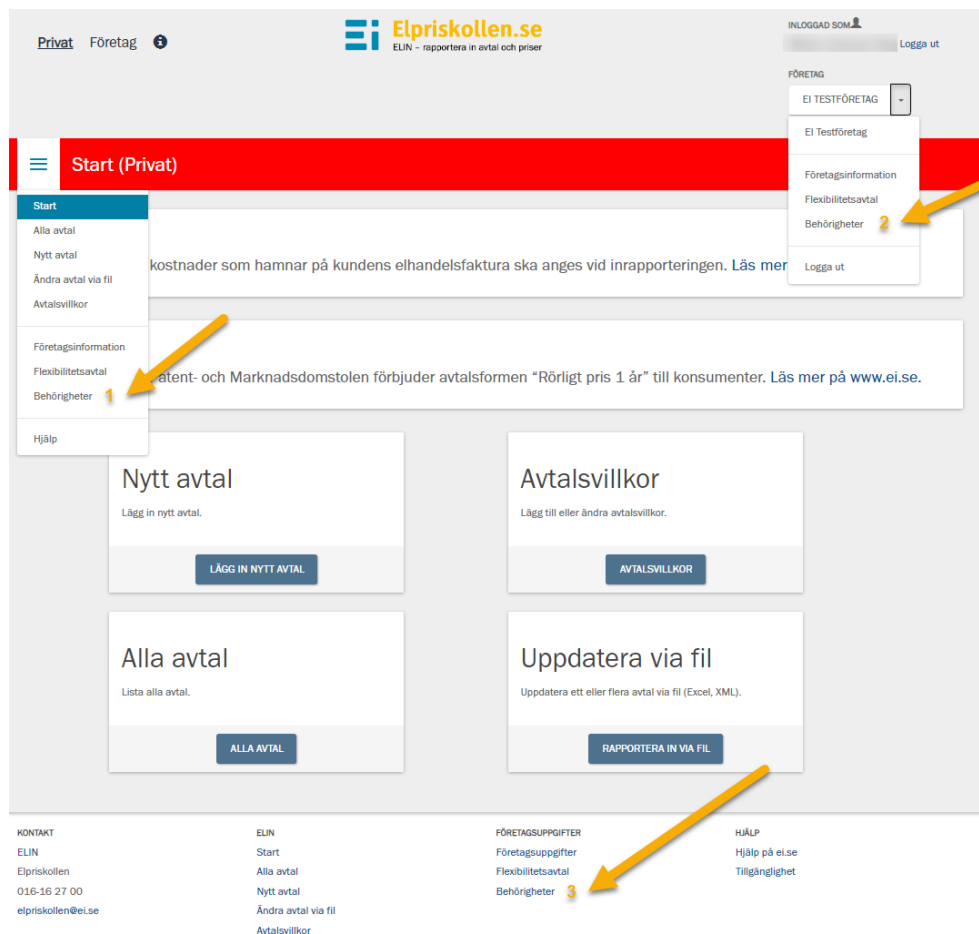 Privat Företag
Elpriskollen.se
ELIN – rapportera in avtal och priser
INLOGGAD SOM
Logga ut
FÖRETAG
EI TESTFÖRETAG
EI Testföretag
Företagsinformation
Flexibilitetsavtal
Behörigheter 2
Logga ut
Start (Privat)
Start
Alla avtal
Nytt avtal
Ändra avtal via fil
Avtalsvillkor
Företagsinformation
Flexibilitetsavtal
Behörigheter 1
Hjälp
kostnader som hamnar på kundens elhandelsfaktura ska anges vid inrapporteringen. Läs mer
Marknadsdomstolen förbjuder avtalsformen “Rörligt pris 1 år” till konsumenter. Läs mer på www.ei.se.
Nytt avtal
Lägg in nytt avtal.
LÄGG IN NYTT AVTAL
Avtalsvillkor
Lägg till eller ändra avtalsvillkor.
AVTALSVILLKOR
Alla avtal
Lista alla avtal.
ALLA AVTAL
Uppdatera via fil
Uppdatera ett eller flera avtal via fil (Excel, XML).
RAPPORTERA IN VIA FIL
KONTAKT
ELIN
Elpriskollen
016-16 27 00
elpriskollen@ei.se
ELIN
Start
Alla avtal
Nytt avtal
Ändra avtal via fil
Avtalsvillkor
FÖRETAGSUPPGIFTER
Företagsuppgifter
Flexibilitetsavtal
Behörigheter 3
HJÄLP
Hjälp på ei.se
Tillgänglighet